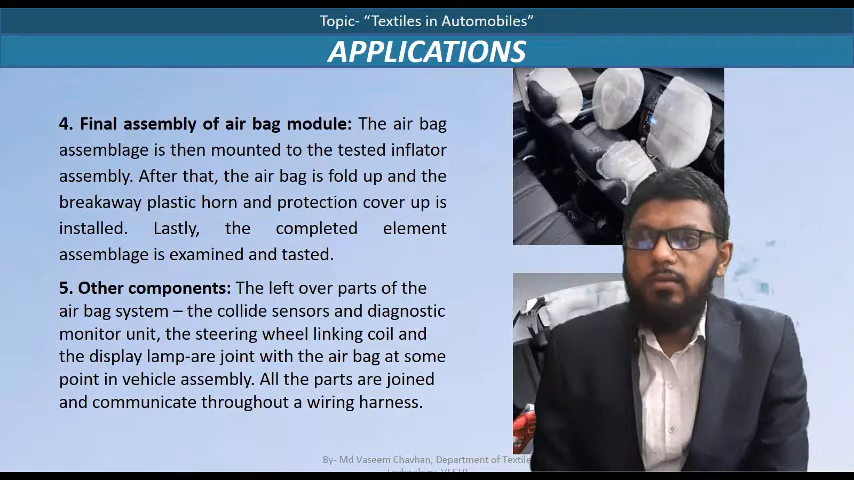 Topic- “Textiles in Automobiles”
APPLICATIONS
4. Final assembly of air bag module: The air bag
assemblage is then mounted to the tested inflator
assembly. After that, the air bag is fold up and the
breakaway plastic horn and protection cover up is
installed. Lastly, the completed element
assemblage is examined and tasted.
5. Other components: The left over parts of the
air bag system – the collide sensors and diagnostic
monitor unit, the steering wheel linking coil and
the display lamp-are joint with the air bag at some
point in vehicle assembly. All the parts are joined
and communicate throughout a wiring harness.
By- Md Vaseem Chavhan, Department of Textile